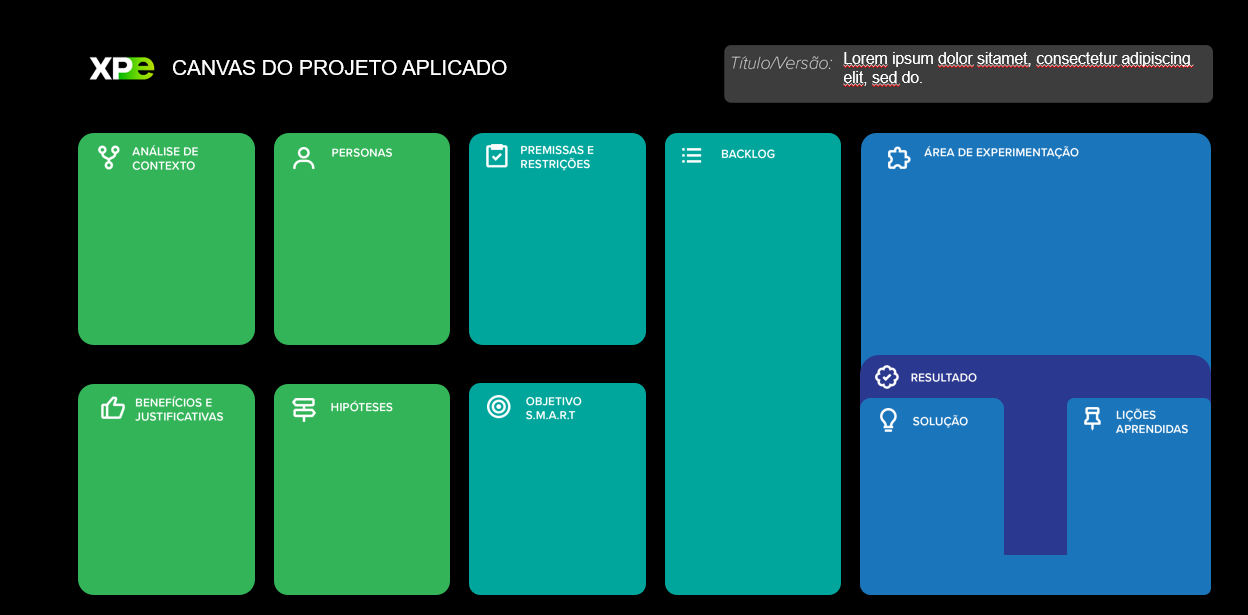 XPe CANVAS DO PROJETO APLICADO
Título/Versão: Lorem ipsum dolor sitamet, consectetur adipiscing
elit, sed do.
ANÁLISE DE
CONTEXTO
PERSONAS
PREMISSAS E
RESTRIÇÕES
BACKLOG
ÁREA DE EXPERIMENTAÇÃO
BENEFÍCIOS E
JUSTIFICATIVAS
HIPÓTESES
OBJETIVO
S.M.A.R.T
RESULTADO
SOLUÇÃO
LIÇÕES
APRENDIDAS